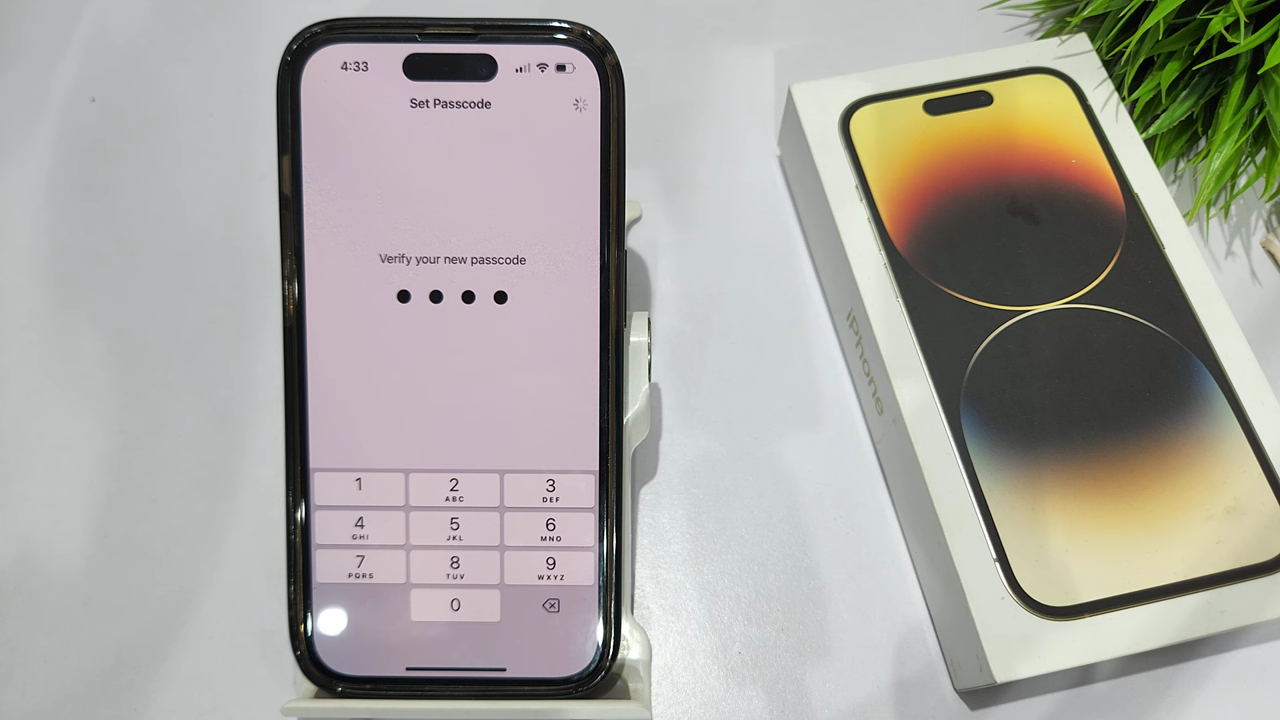 4:33
Set Passcode
Verify your new passcode
1
2
ABC
3
DEF
4
GHI
5
JKL
6
MNO
7
PQRS
8
TUV
9
WXYZ
0
iPhone